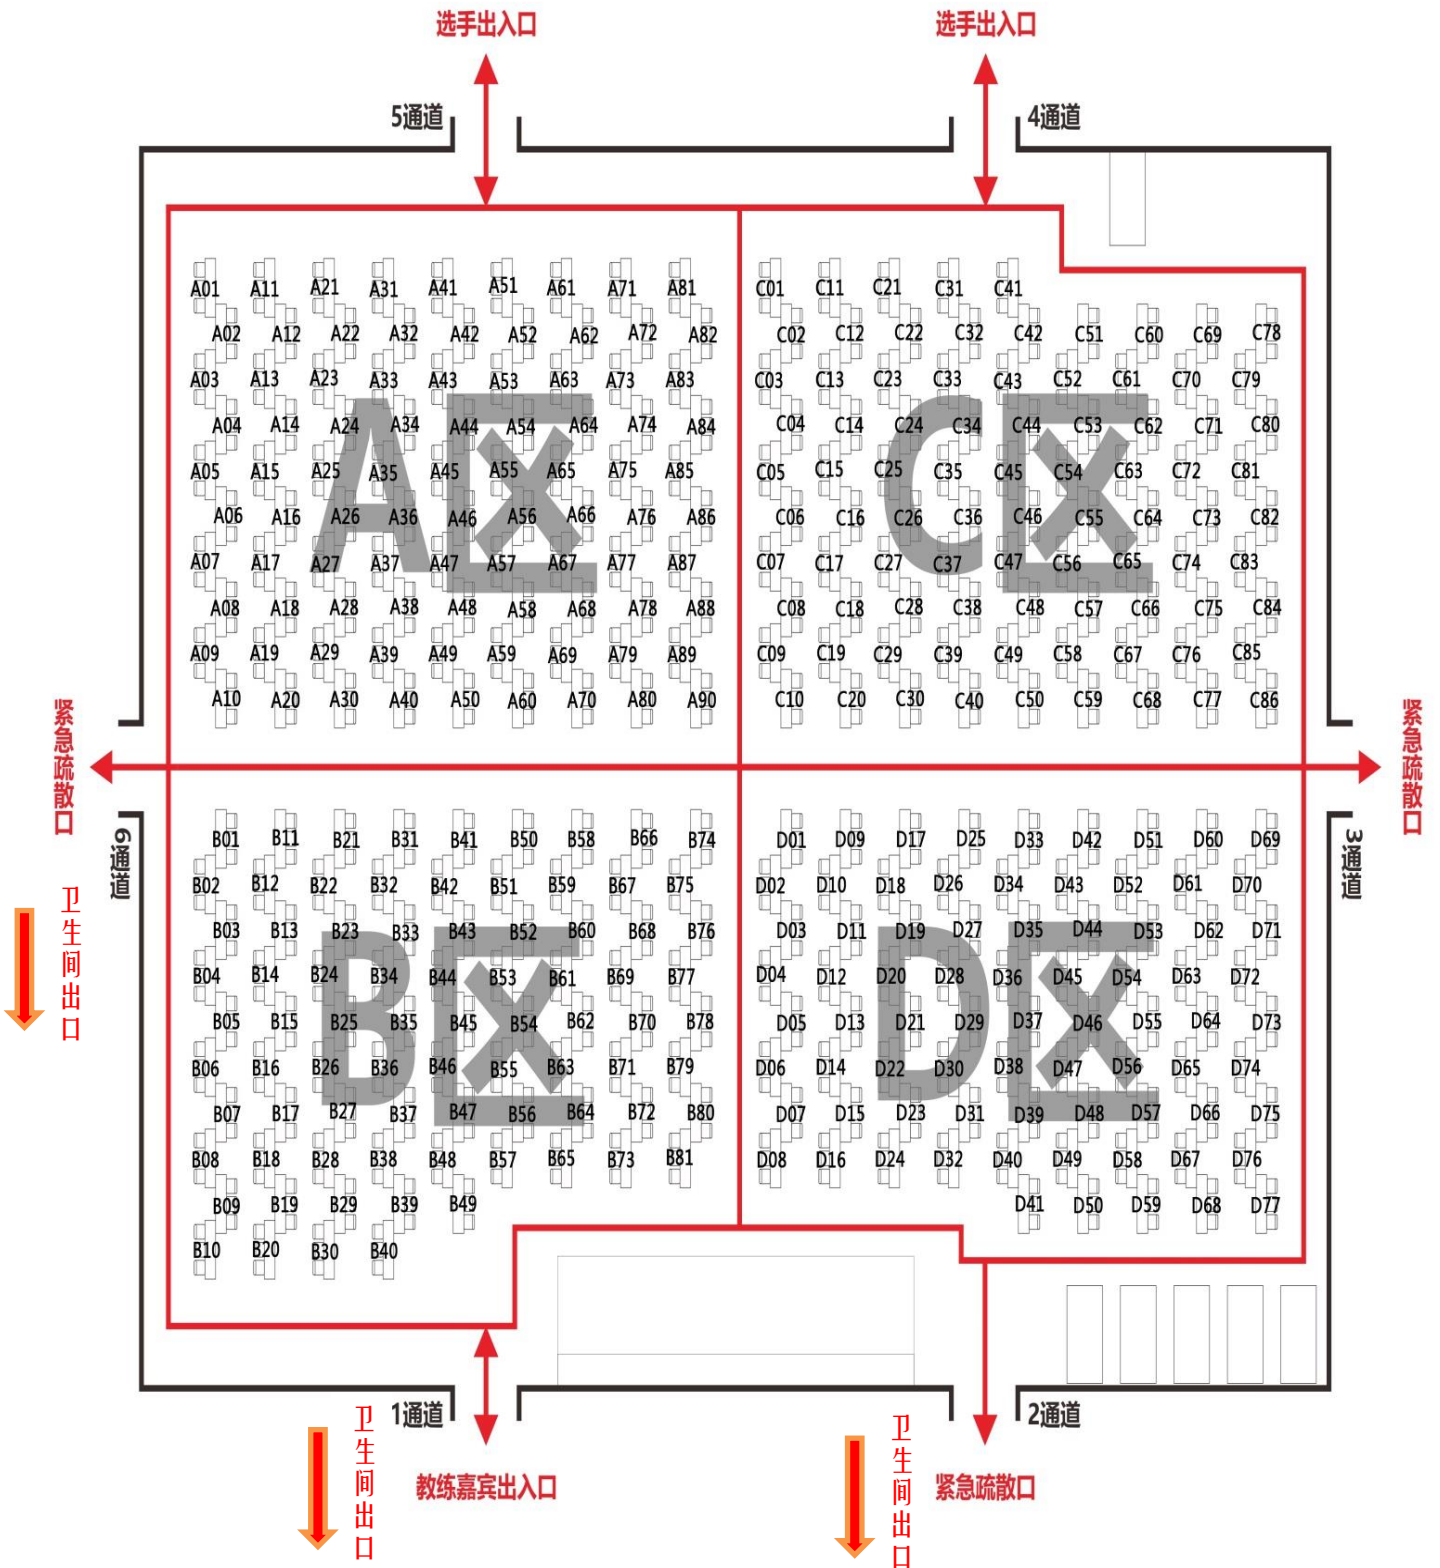 选手出入口 选手出入口
5通道 4通道
A01 A11 A21 A31 A41 A51 A61 A71 A81 C01 C11 C21 C31 C41
A02 A12 A22 A32 A42 A52 A62 A72 A82 C02 C12 C22 C32 C42 C51 C60 C69 C78
A03 A13 A23 A33 A43 A53 A63 A73 A83 C03 C13 C23 C33 C43 C52 C61 C70 C79
A04 A14 A24 A34 A44 A54 A64 A74 A84 C04 C14 C24 C34 C44 C53 C62 C71 C80
A05 A15 A25 A35 A45 A55 A65 A75 A85 C05 C15 C25 C35 C45 C54 C63 C72 C81
A区 C区
A06 A16 A26 A36 A46 A56 A66 A76 A86 C06 C16 C26 C36 C46 C55 C64 C73 C82
A07 A17 A27 A37 A47 A57 A67 A77 A87 C07 C17 C27 C37 C47 C56 C65 C74 C83
A08 A18 A28 A38 A48 A58 A68 A78 A88 C08 C18 C28 C38 C48 C57 C66 C75 C84
A09 A19 A29 A39 A49 A59 A69 A79 A89 C09 C19 C29 C39 C49 C58 C67 C76 C85
A10 A20 A30 A40 A50 A60 A70 A80 A90 C10 C20 C30 C40 C50 C59 C68 C77 C86
紧急疏散口 紧急疏散口
6通道 3通道
卫生间出口
B01 B11 B21 B31 B41 B50 B58 B66 B74 D01 D09 D17 D25 D33 D42 D51 D60 D69
B02 B12 B22 B32 B42 B51 B59 B67 B75 D02 D10 D18 D26 D34 D43 D52 D61 D70
B03 B13 B23 B33 B43 B52 B60 B68 B76 D03 D11 D19 D27 D35 D44 D53 D62 D71
B04 B14 B24 B34 B44 B53 B61 B69 B77 D04 D12 D20 D28 D36 D45 D54 D63 D72
B区 D区
B05 B15 B25 B35 B45 B54 B62 B70 B78 D05 D13 D21 D29 D37 D46 D55 D64 D73
B06 B16 B26 B36 B46 B55 B63 B71 B79 D06 D14 D22 D30 D38 D47 D56 D65 D74
B07 B17 B27 B37 B47 B56 B64 B72 B80 D07 D15 D23 D31 D39 D48 D57 D66 D75
B08 B18 B28 B38 B48 B57 B65 B73 B81 D08 D16 D24 D32 D40 D49 D58 D67 D76
B09 B19 B29 B39 B49 D41 D50 D59 D68 D77
B10 B20 B30 B40
1通道 2通道
卫生间出口 卫生间出口
教练嘉宾出入口 紧急疏散口